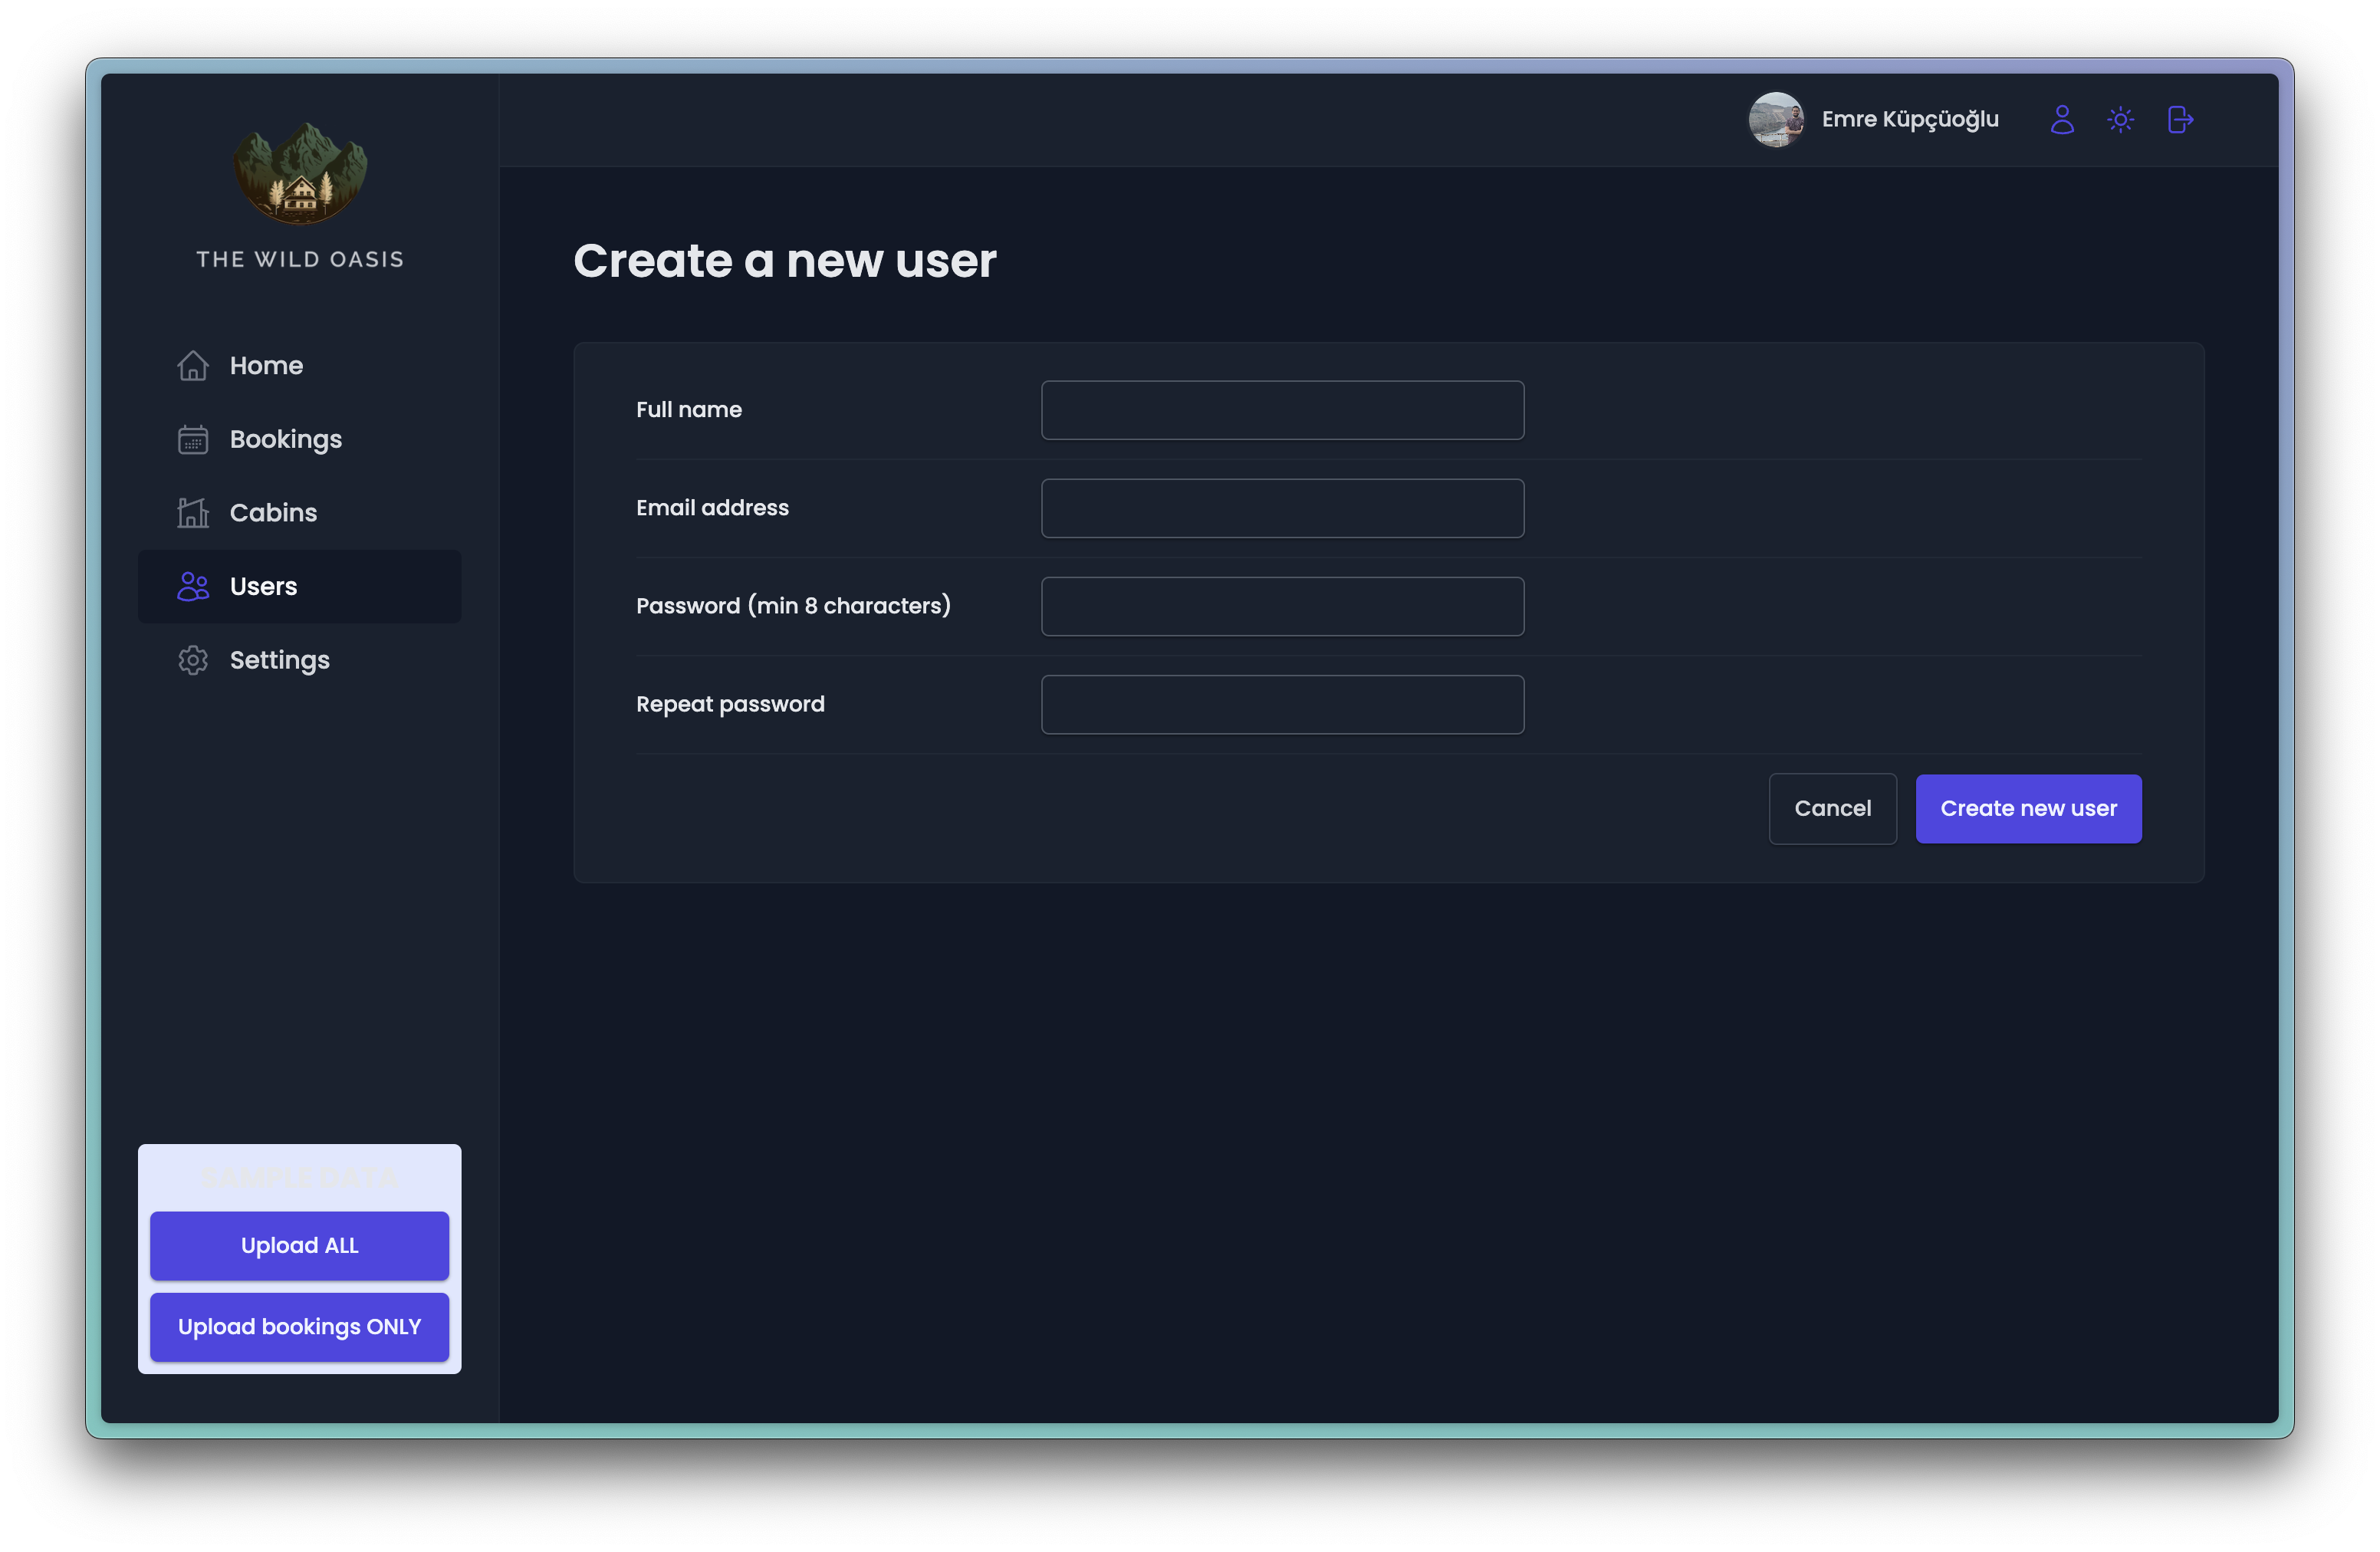 THE WILD OASIS
Home
Bookings
Cabins
Users
Settings
SAMPLE DATA
Upload ALL
Upload bookings ONLY
Emre Küpçüoğlu
Create a new user
Full name
Email address
Password (min 8 characters)
Repeat password
Cancel
Create new user